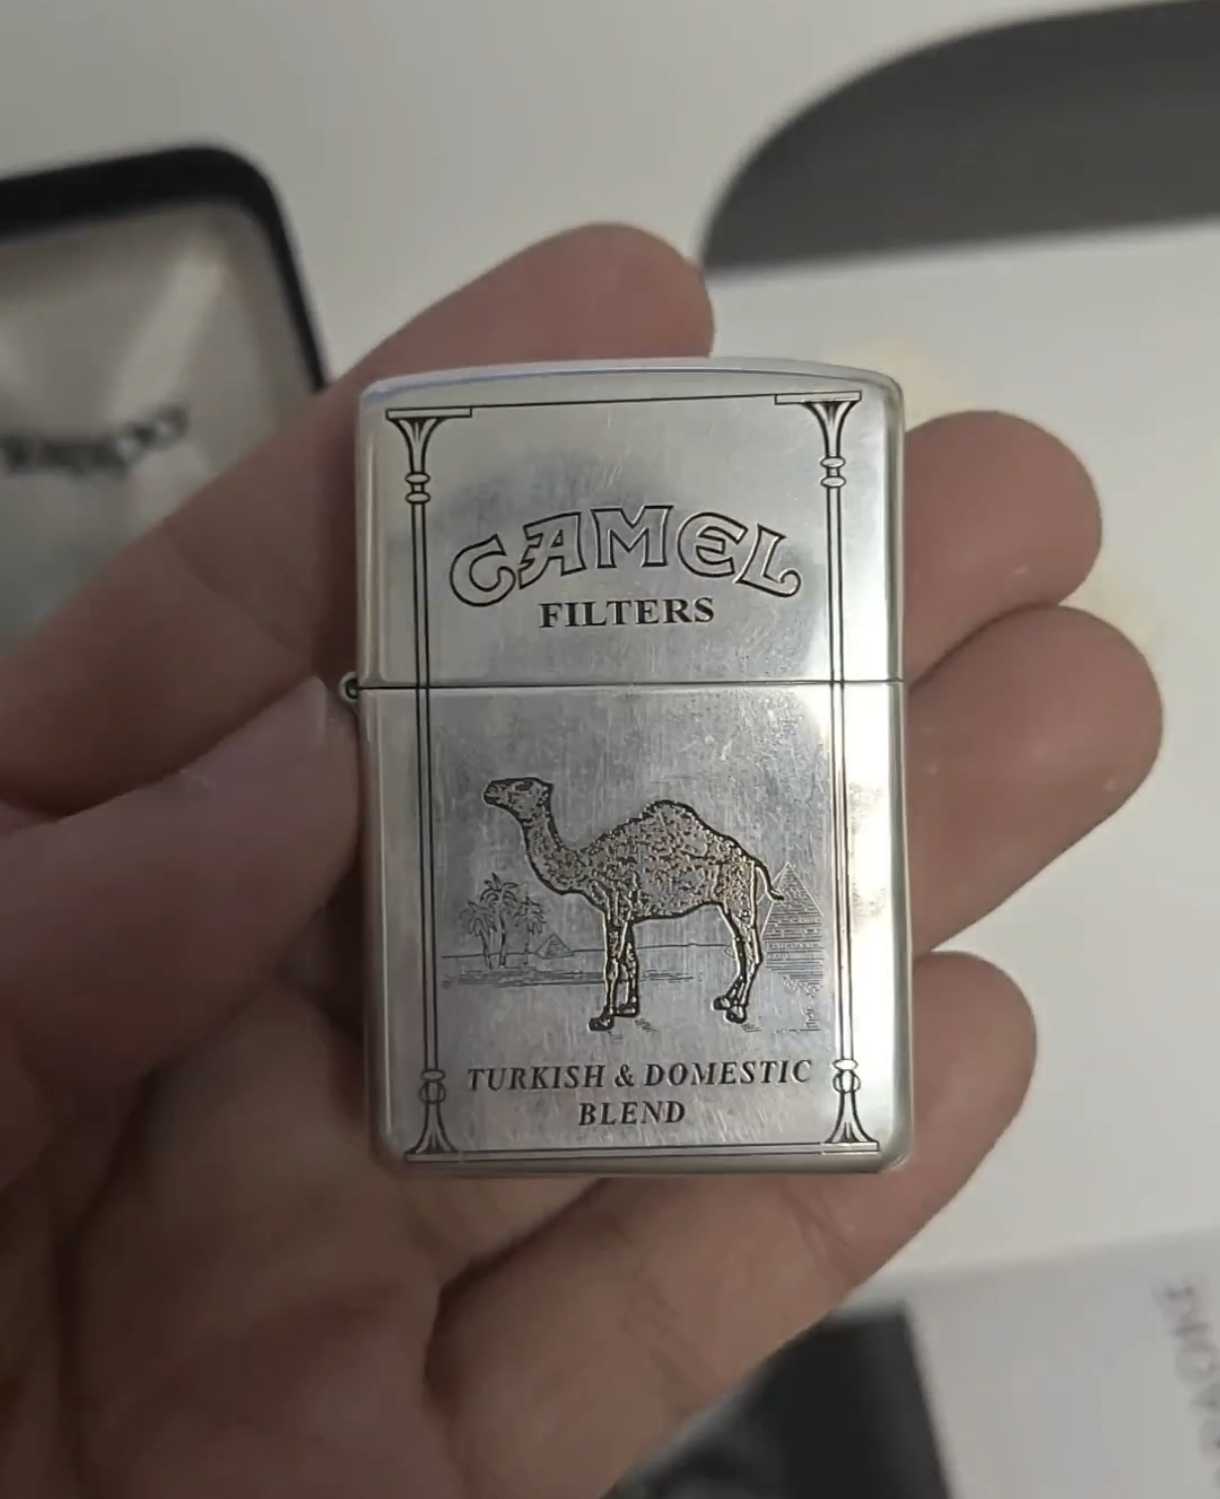 CAMEL
FILTERS
TURKISH & DOMESTIC
BLEND